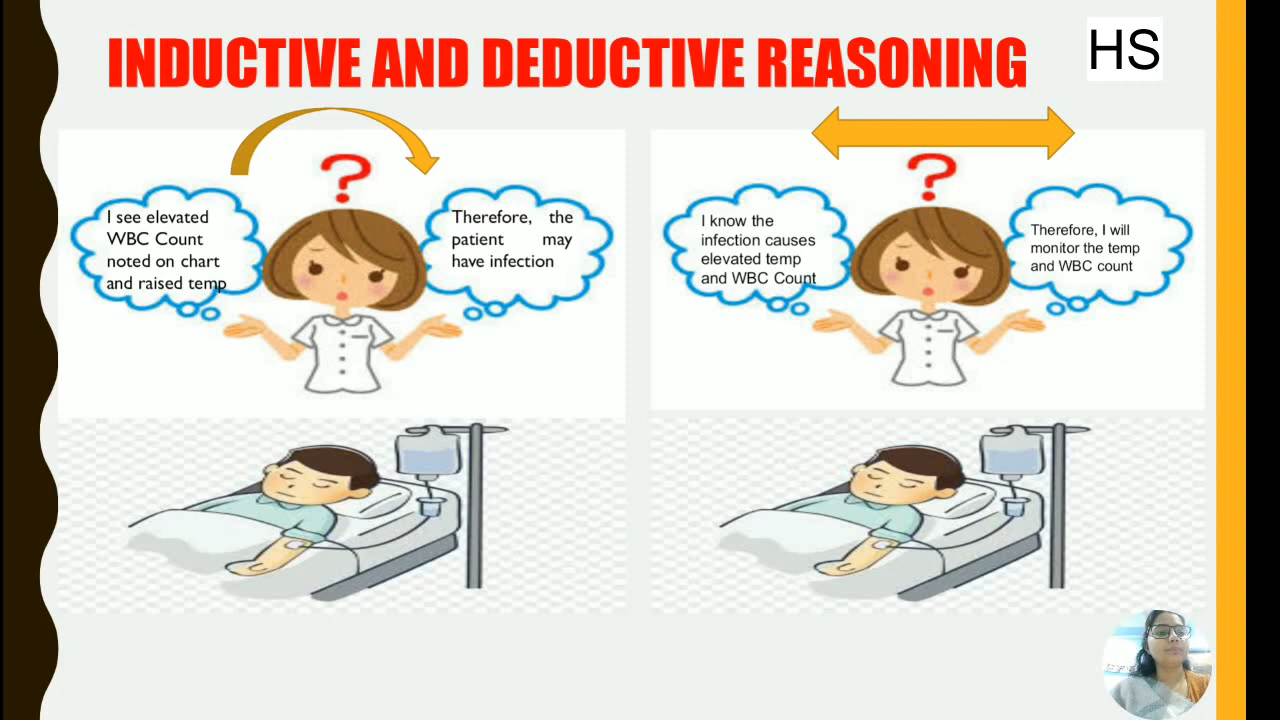 INDUCTIVE AND DEDUCTIVE REASONING
HS
?
I see elevated
WBC Count
noted on chart
and raised temp
Therefore, the
patient may
have infection
?
I know the
infection causes
elevated temp
and WBC Count
Therefore, I will
monitor the temp
and WBC count